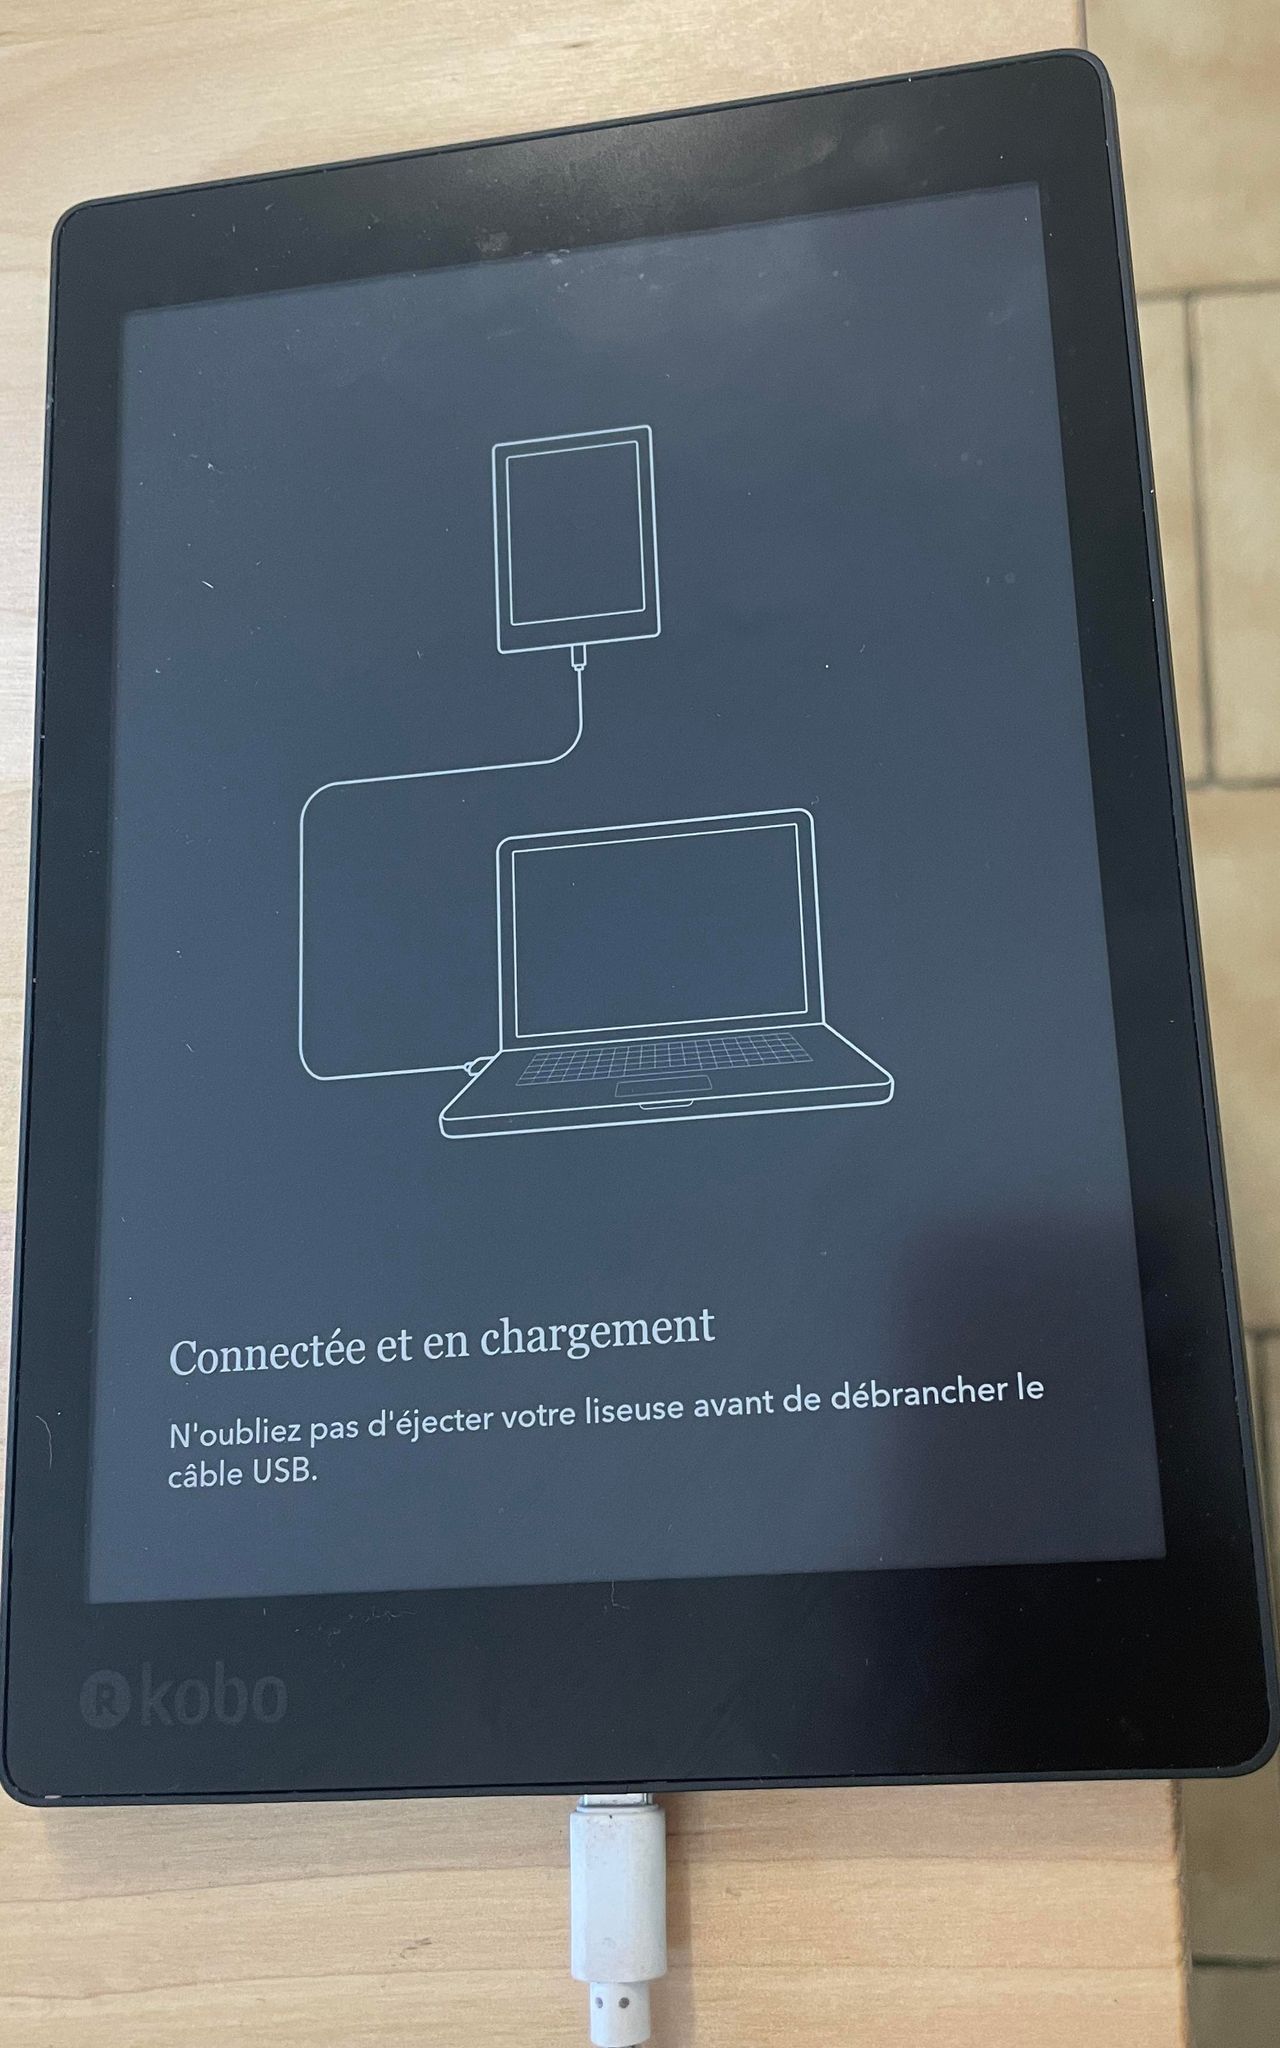 Connectée et en chargement
N'oubliez pas d'éjecter votre liseuse avant de débrancher le
câble USB.
R kobo